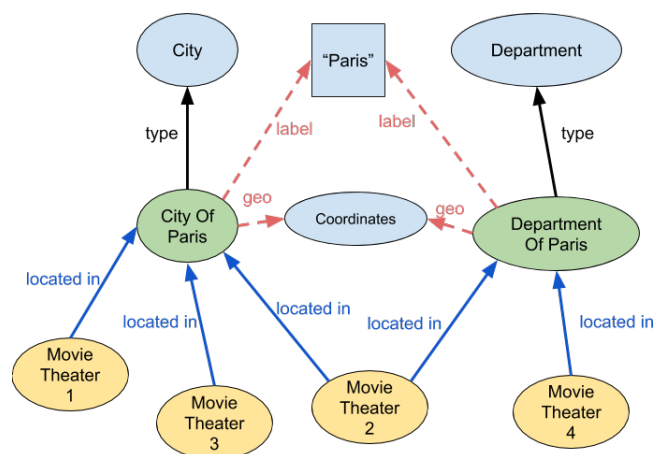 City
“Paris”
Department
type
label
label
type
City Of
Paris
geo
Coordinates
geo
Department
Of Paris
located in
located in
located in
located in
located in
Movie
Theater
1
Movie
Theater
3
Movie
Theater
2
Movie
Theater
4